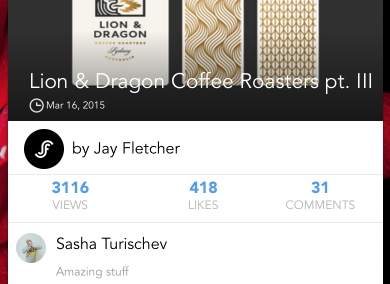 LION &
DRAGON
COFFEE ROASTERS
Sydney
AUSTRALIA
Lion & Dragon Coffee Roasters pt. III
Mar 16, 2015
by Jay Fletcher
3116 418 31
VIEWS LIKES COMMENTS
Sasha Turischev
Amazing stuff